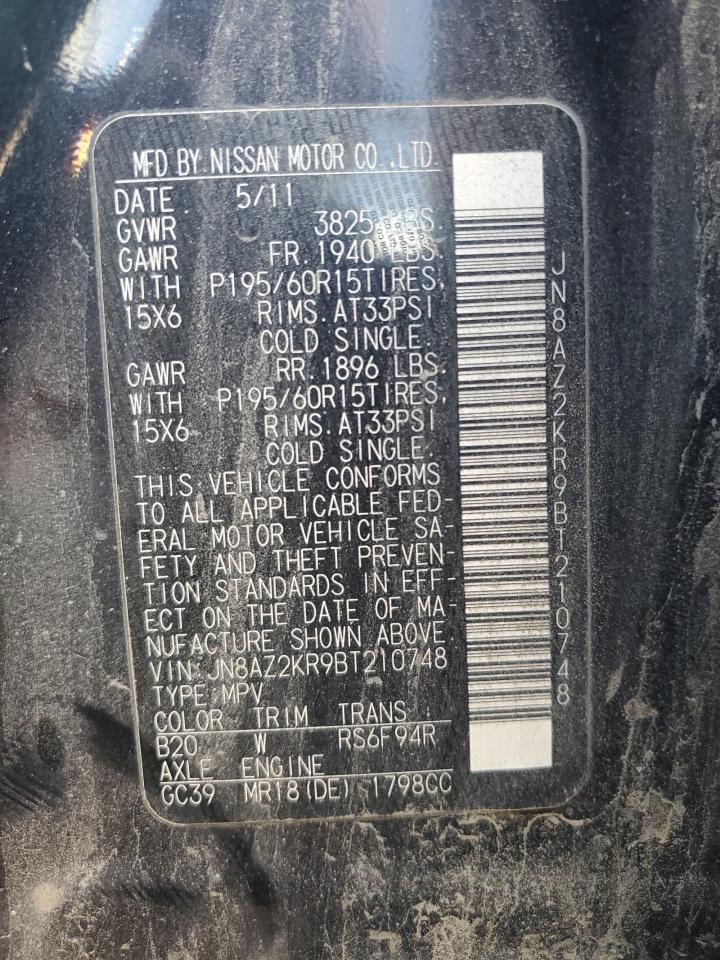 MFD BY NISSAN MOTOR CO.,LTD.
DATE 5/11
GVWR 3825 LBS.
GAWR FR. 1940 LBS.
WITH P195/60R15TIRES,
15X6 RIMS. AT33PSI
COLD SINGLE.
GAWR RR. 1896 LBS.
WITH P195/60R15TIRES,
15X6 RIMS. AT33PSI
COLD SINGLE.
THIS VEHICLE CONFORMS
TO ALL APPLICABLE FED-
ERAL MOTOR VEHICLE SA-
FETY AND THEFT PREVEN-
TION STANDARDS IN EFF-
ECT ON THE DATE OF MA-
NUFACTURE SHOWN ABOVE
VIN:JN8AZ2KR9BT210748
TYPE:MPV
COLOR TRIM TRANS
B20 W RS6F94R
AXLE ENGINE
GC39 MR18(DE) 1798CC
JN8AZ2KR9BT210748